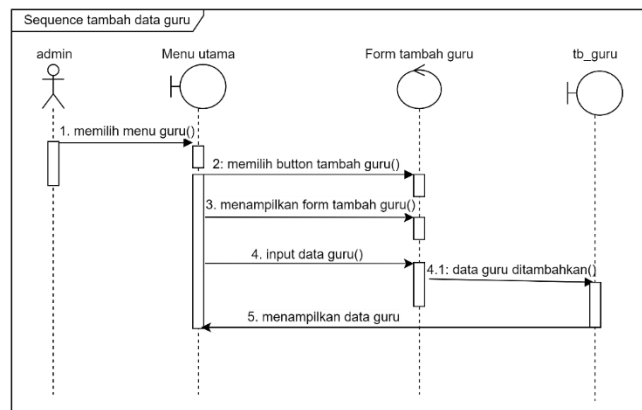 Sequence tambah data guru
admin
Menu utama
Form tambah guru
tb_guru
1. memilih menu guru()
2: memilih button tambah guru()
3. menampilkan form tambah guru()
4. input data guru()
4.1: data guru ditambahkan()
5. menampilkan data guru